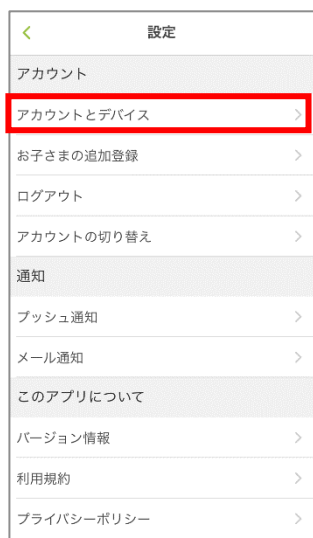 設定
アカウント
アカウントとデバイス
お子さまの追加登録
ログアウト
アカウントの切り替え
通知
プッシュ通知
メール通知
このアプリについて
バージョン情報
利用規約
プライバシーポリシー